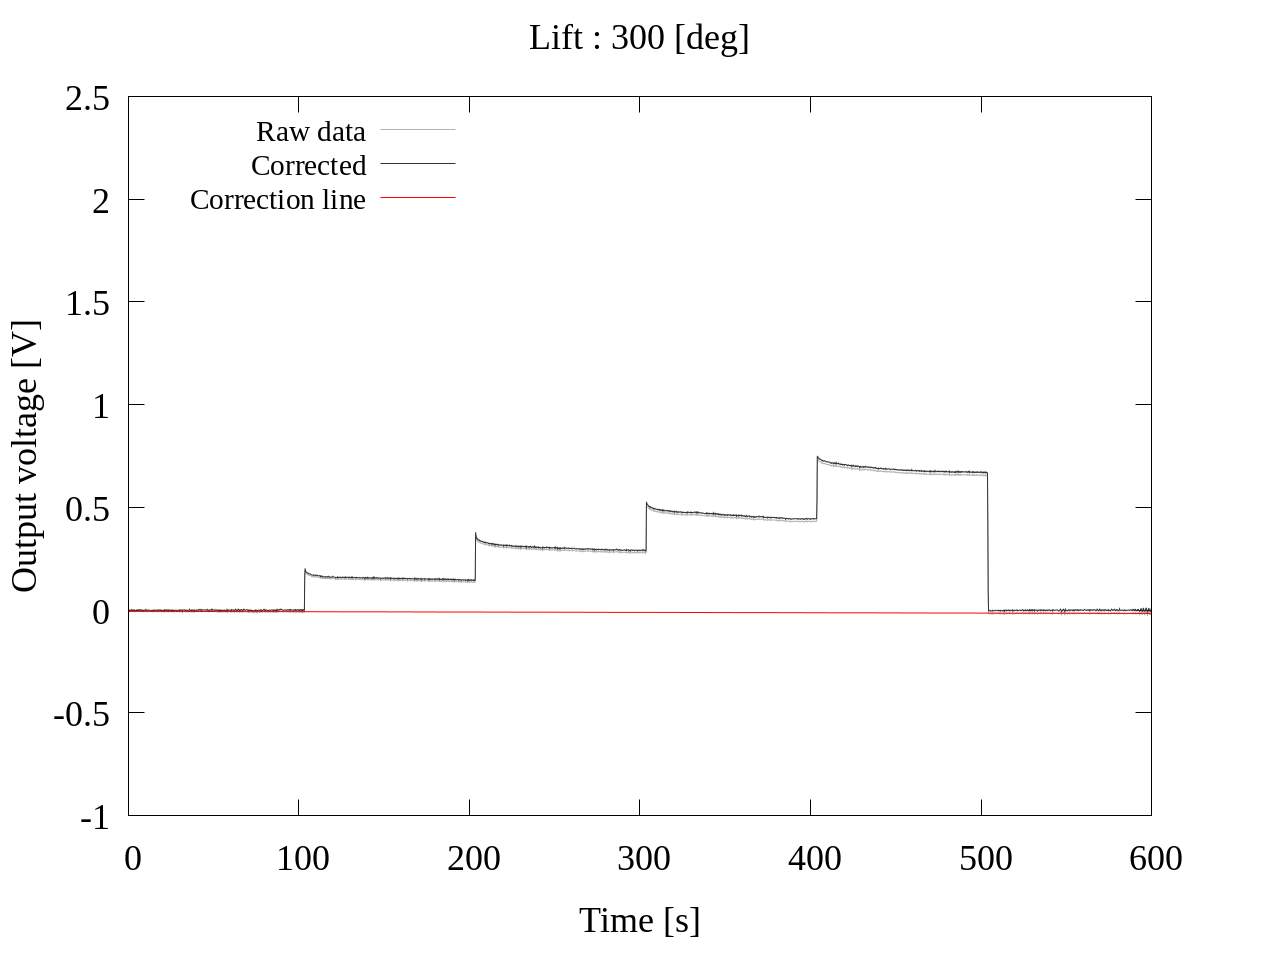 Lift : 300 [deg]
2.5
2
1.5
1
0.5
0
-0.5
-1
Raw data
Corrected
Correction line
Output voltage [V]
0 100 200 300 400 500 600
Time [s]